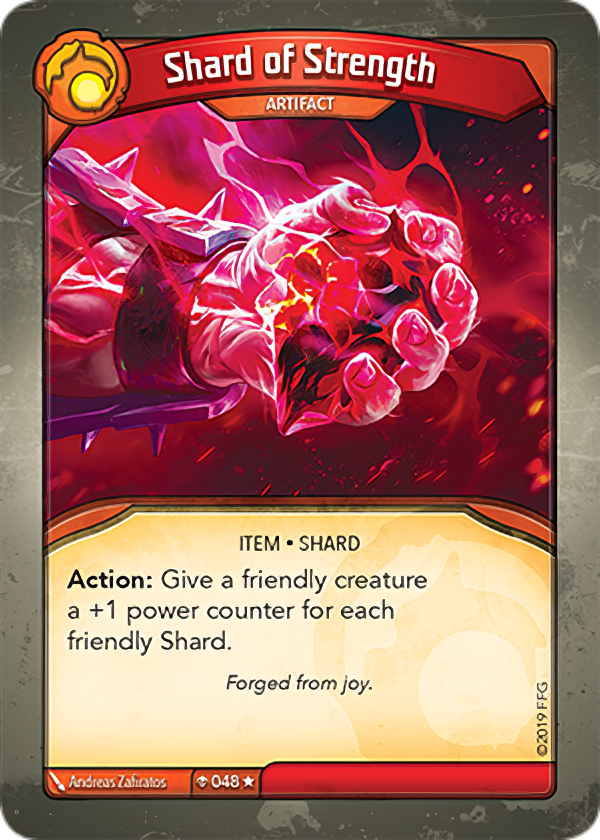 Shard of Strength
ARTIFACT
ITEM • SHARD
Action: Give a friendly creature
a +1 power counter for each
friendly Shard.
Forged from joy.
©2019 FFG
Andreas Zafiratos
048